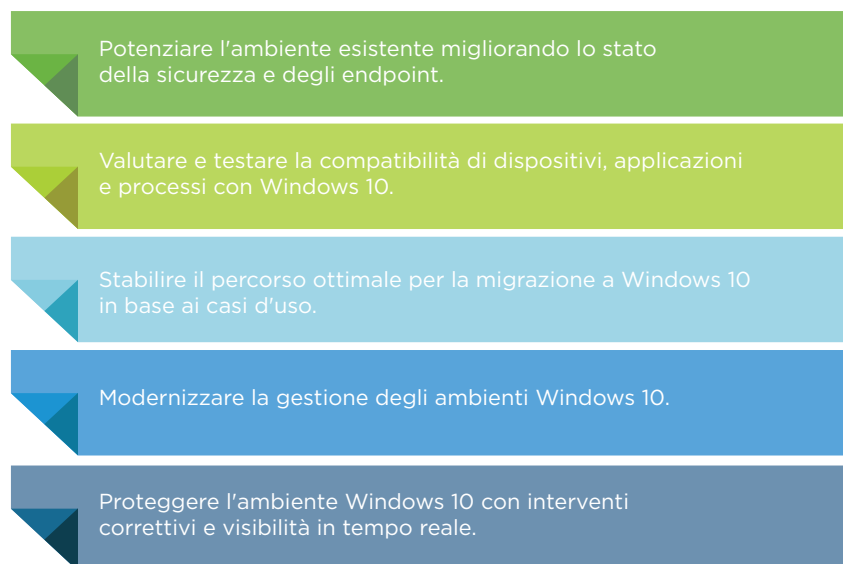 Potenziare l'ambiente esistente migliorando lo stato
della sicurezza e degli endpoint.
Valutare e testare la compatibilità di dispositivi, applicazioni
e processi con Windows 10.
Stabilire il percorso ottimale per la migrazione a Windows 10
in base ai casi d'uso.
Modernizzare la gestione degli ambienti Windows 10.
Proteggere l'ambiente Windows 10 con interventi
correttivi e visibilità in tempo reale.